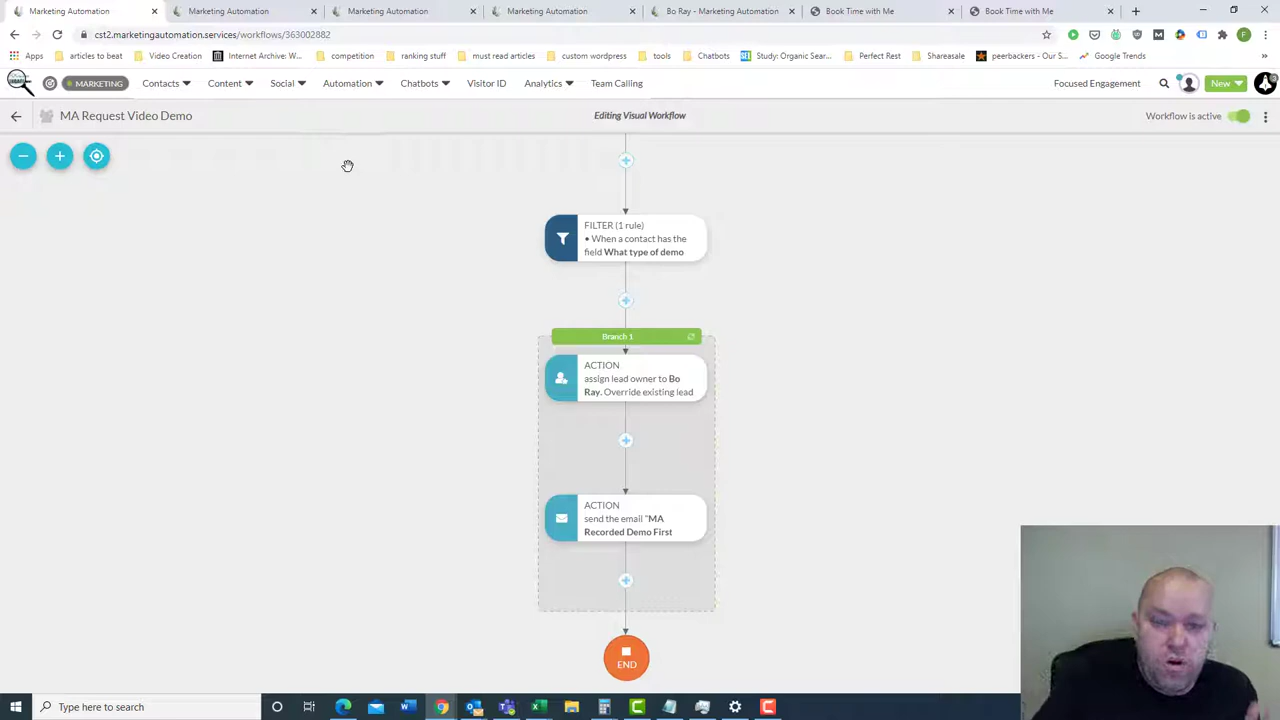 Marketing Automation
Marketing Automation
Marketing Automation
Marketing Automation
Bo Ray - Marketing Automation
Book Time with Me
Book Time with Me
cst2.marketingautomation.services/workflows/363002882
Apps
articles to beat
Video Creation
Internet Archiver: W...
competition
ranking stuff
must read articles
custom wordpress
tools
Chatbots
Study: Organic Sear...
Perfect Rest
Shareasale
peerbackers - Our S...
Google Trends
MARKETING
Contacts
Content
Social
Automation
Chatbots
Visitor ID
Analytics
Team Calling
Focused Engagement
New
MA Request Video Demo
Editing Visual Workflow
Workflow is active
FILTER (1 rule)
• When a contact has the
field What type of demo
Branch 1
ACTION
assign lead owner to Bo
Ray. Override existing lead
ACTION
send the email "MA
Recorded Demo First
END
Type here to search